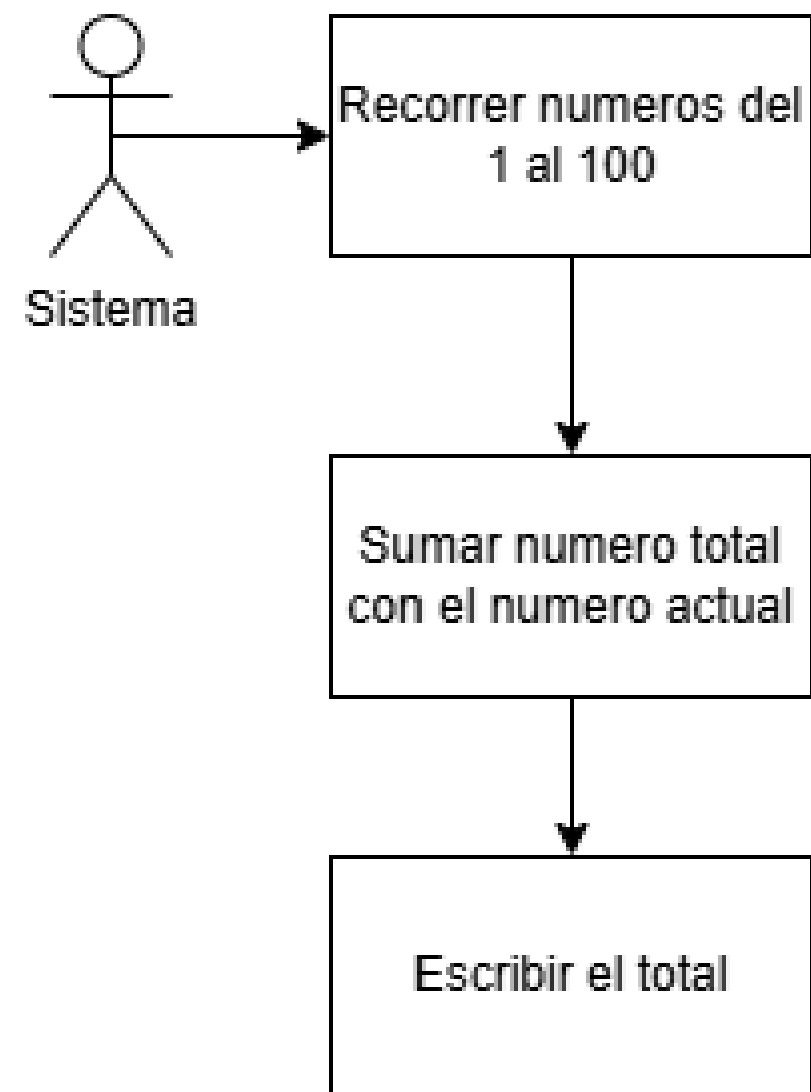 Recorrer numeros del
1 al 100
Sistema
Sumar numero total
con el numero actual
Escribir el total